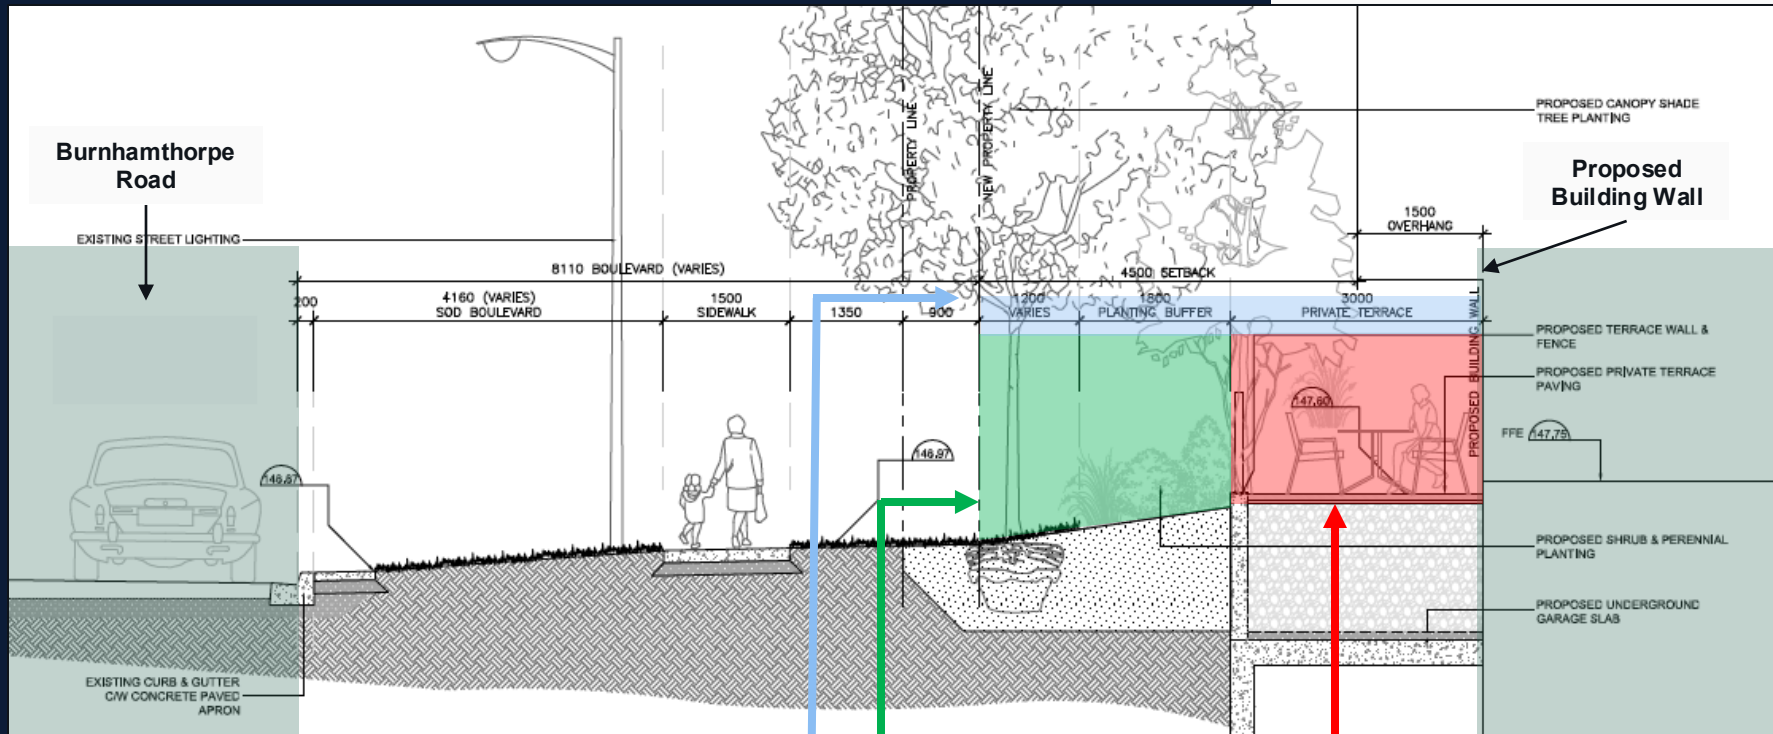 Burnhamthorpe
Road
EXISTING STREET LIGHTING
PROPERTY LINE
NEW PROPERTY LINE
PROPOSED CANOPY SHADE
TREE PLANTING
Proposed
Building Wall
1500
OVERHANG
8110 BOULEVARD (VARIES)
4500 SETBACK
200
4160 (VARIES)
SOD BOULEVARD
1500
SIDEWALK
1350
900
1200
VARIES
1800
PLANTING BUFFER
3000
PRIVATE TERRACE
PROPOSED BUILDING WALL
PROPOSED TERRACE WALL &
FENCE
PROPOSED PRIVATE TERRACE
PAVING
147.60
FFE 147.75
146.97
146.67
PROPOSED SHRUB & PERENNIAL
PLANTING
PROPOSED UNDERGROUND
GARAGE SLAB
EXISTING CURB & GUTTER
C/W CONCRETE PAVED
APRON